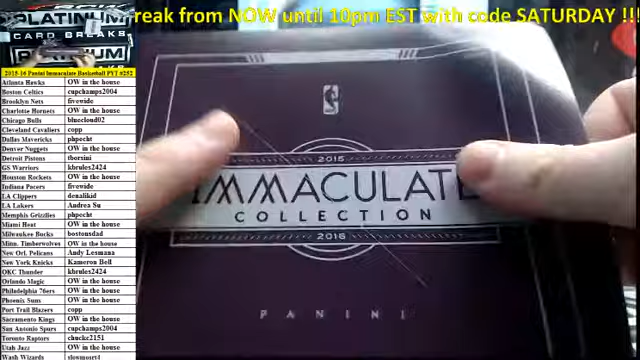 reak from NOW until 10pm EST with code SATURDAY !!!
PLATINUM
CARD BREAKS
PLATINUM
2015-16 Panini Immaculate Basketball PYT #252
Atlanta Hawks OW in the house
Boston Celtics cupchamps2004
Brooklyn Nets fivewide
Charlotte Hornets OW in the house
Chicago Bulls bluecloud02
Cleveland Cavaliers copp
Dallas Mavericks phpecht
Denver Nuggets OW in the house
Detroit Pistons tborsini
GS Warriors kbrules2424
Houston Rockets OW in the house
Indiana Pacers fivewide
LA Clippers denalikid
LA Lakers Andrea Su
Memphis Grizzlies phpecht
Miami Heat OW in the house
Milwaukee Bucks bostonsdad
Minn. Timberwolves OW in the house
New Orl. Pelicans Andy Lesmana
New York Knicks Kameron Bell
OKC Thunder kbrules2424
Orlando Magic OW in the house
Philadelphia 76ers OW in the house
Phoenix Suns OW in the house
Port Trail Blazers copp
Sacramento Kings OW in the house
San Antonio Spurs cupchamps2004
Toronto Raptors chuckc2151
Utah Jazz OW in the house
Wash Wizards
2015
IMMACULATE
COLLECTION
2016
PANINI